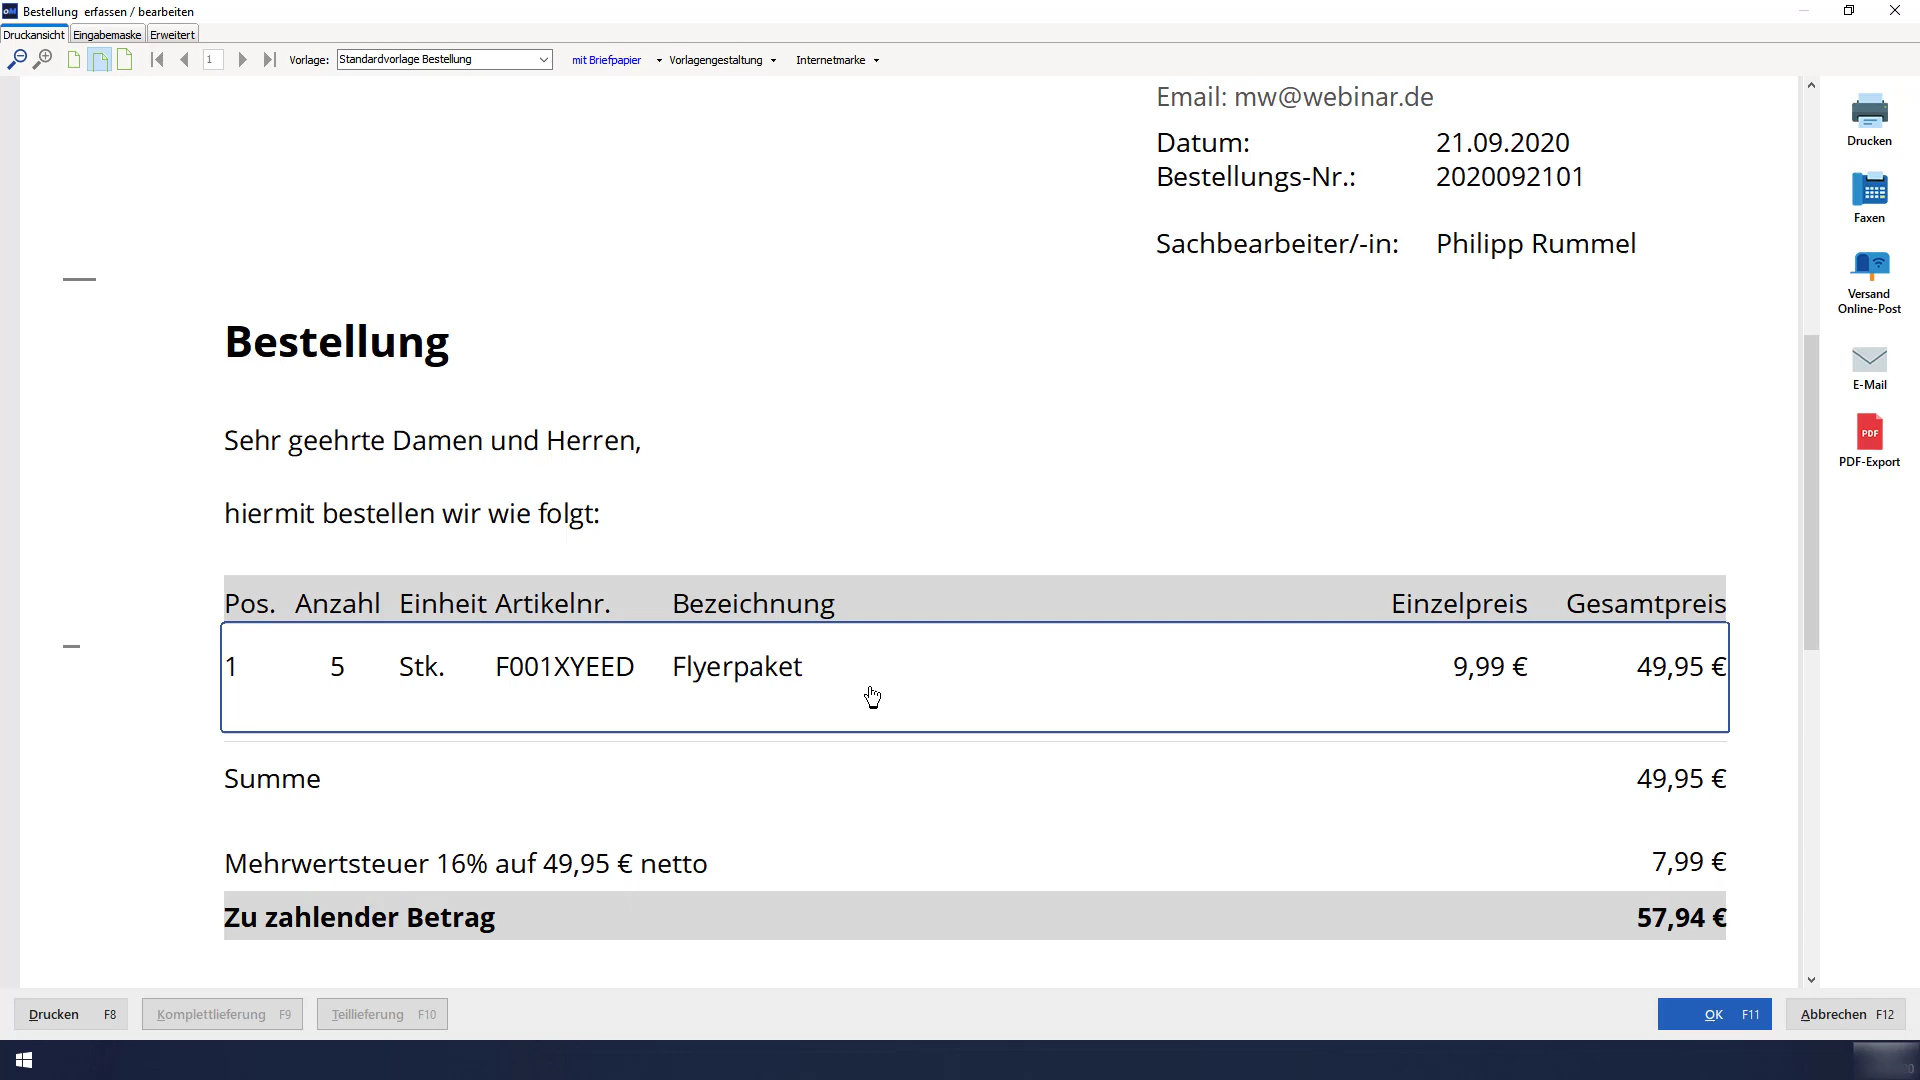 Bestellung erfassen / bearbeiten
Druckansicht Eingabemaske Erweitert
1 Vorlage: Standardvorlage Bestellung mit Briefpapier Vorlagengestaltung Internetmarke
Email: mw@webinar.de
Datum: 21.09.2020
Bestellungs-Nr.: 2020092101
Sachbearbeiter/-in: Philipp Rummel
Bestellung
Sehr geehrte Damen und Herren,
hiermit bestellen wir wie folgt:
Pos. Anzahl Einheit Artikelnr. Bezeichnung Einzelpreis Gesamtpreis
1 5 Stk. F001XYEED Flyerpaket 9,99 € 49,95 €
Summe 49,95 €
Mehrwertsteuer 16% auf 49,95 € netto 7,99 €
Zu zahlender Betrag 57,94 €
Drucken
Faxen
Versand
Online-Post
E-Mail
PDF
PDF-Export
Drucken F8 Komplettlieferung F9 Teillieferung F10 OK F11 Abbrechen F12